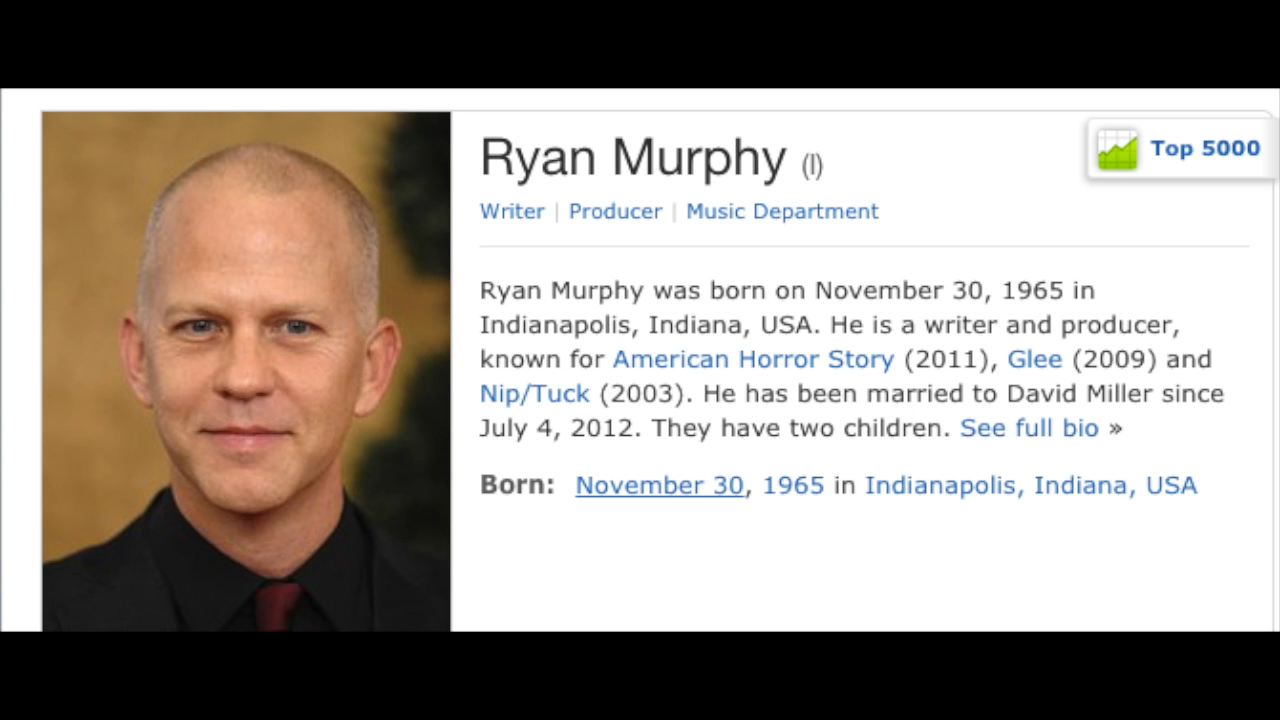 Ryan Murphy (I)
Top 5000
Writer | Producer | Music Department
Ryan Murphy was born on November 30, 1965 in
Indianapolis, Indiana, USA. He is a writer and producer,
known for American Horror Story (2011), Glee (2009) and
Nip/Tuck (2003). He has been married to David Miller since
July 4, 2012. They have two children. See full bio »
Born: November 30, 1965 in Indianapolis, Indiana, USA